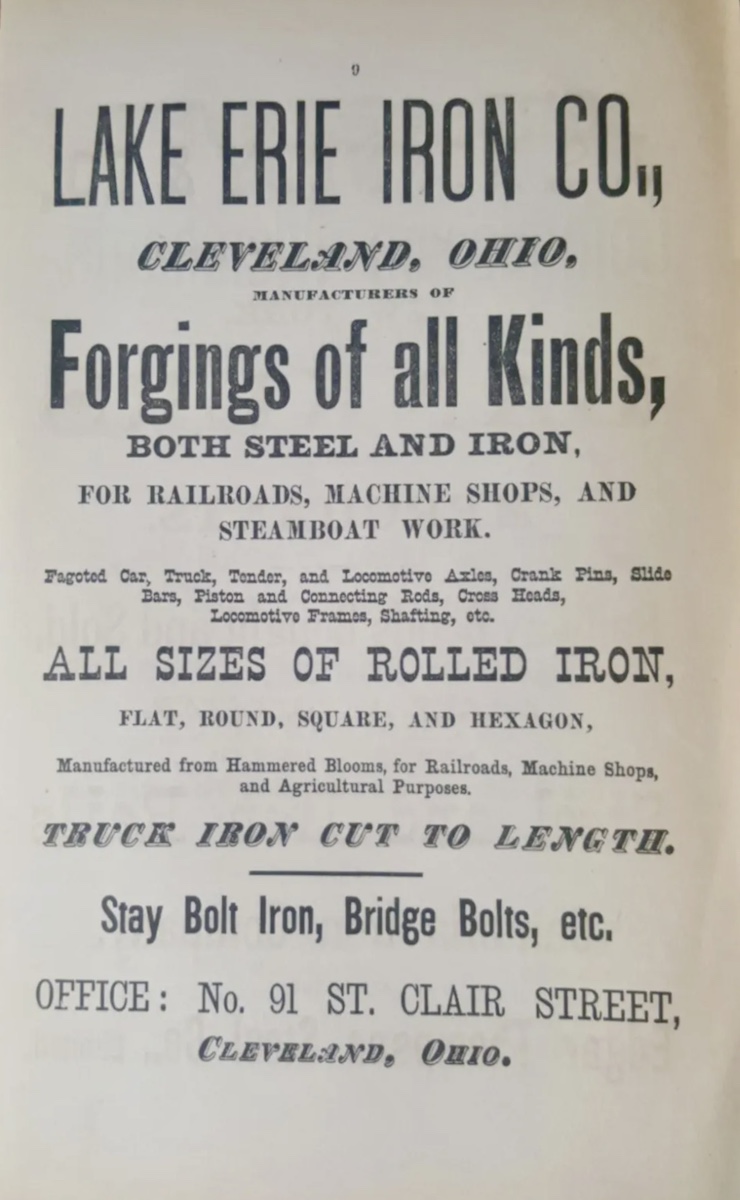 9
LAKE ERIE IRON CO.,
CLEVELAND, OHIO,
MANUFACTURERS OF
Forgings of all Kinds,
BOTH STEEL AND IRON,
FOR RAILROADS, MACHINE SHOPS, AND
STEAMBOAT WORK.
Fagoted Car, Truck, Tender, and Locomotive Axles, Crank Pins, Slide
Bars, Piston and Connecting Rods, Cross Heads,
Locomotive Frames, Shafting, etc.
ALL SIZES OF ROLLED IRON,
FLAT, ROUND, SQUARE, AND HEXAGON,
Manufactured from Hammered Blooms, for Railroads, Machine Shops,
and Agricultural Purposes.
TRUCK IRON CUT TO LENGTH.
Stay Bolt Iron, Bridge Bolts, etc.
OFFICE: No. 91 ST. CLAIR STREET,
CLEVELAND, OHIO.